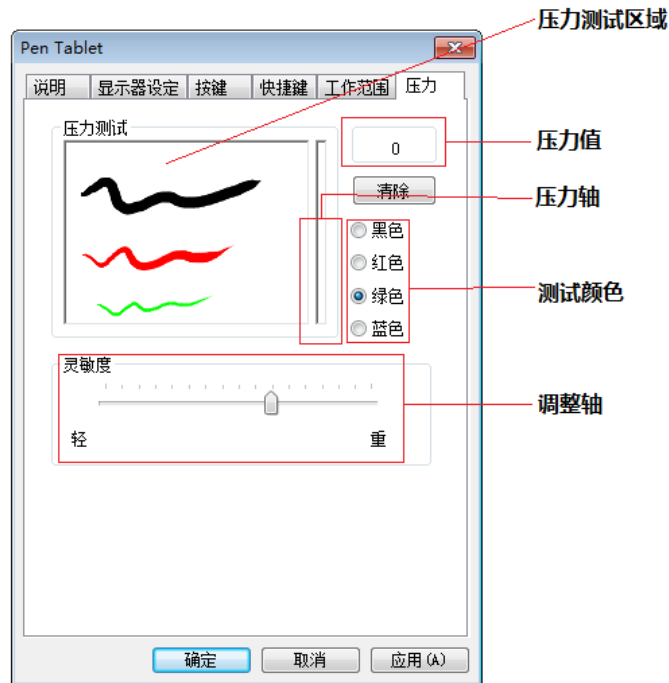 压力测试区域
Pen Tablet
说明 显示器设定 按键 快捷鍵 工作范围 压力
压力测试
0
压力值
清除
压力轴
黑色
红色
绿色
测试颜色
蓝色
灵敏度
调整轴
轻 重
确定 取消 应用(A)